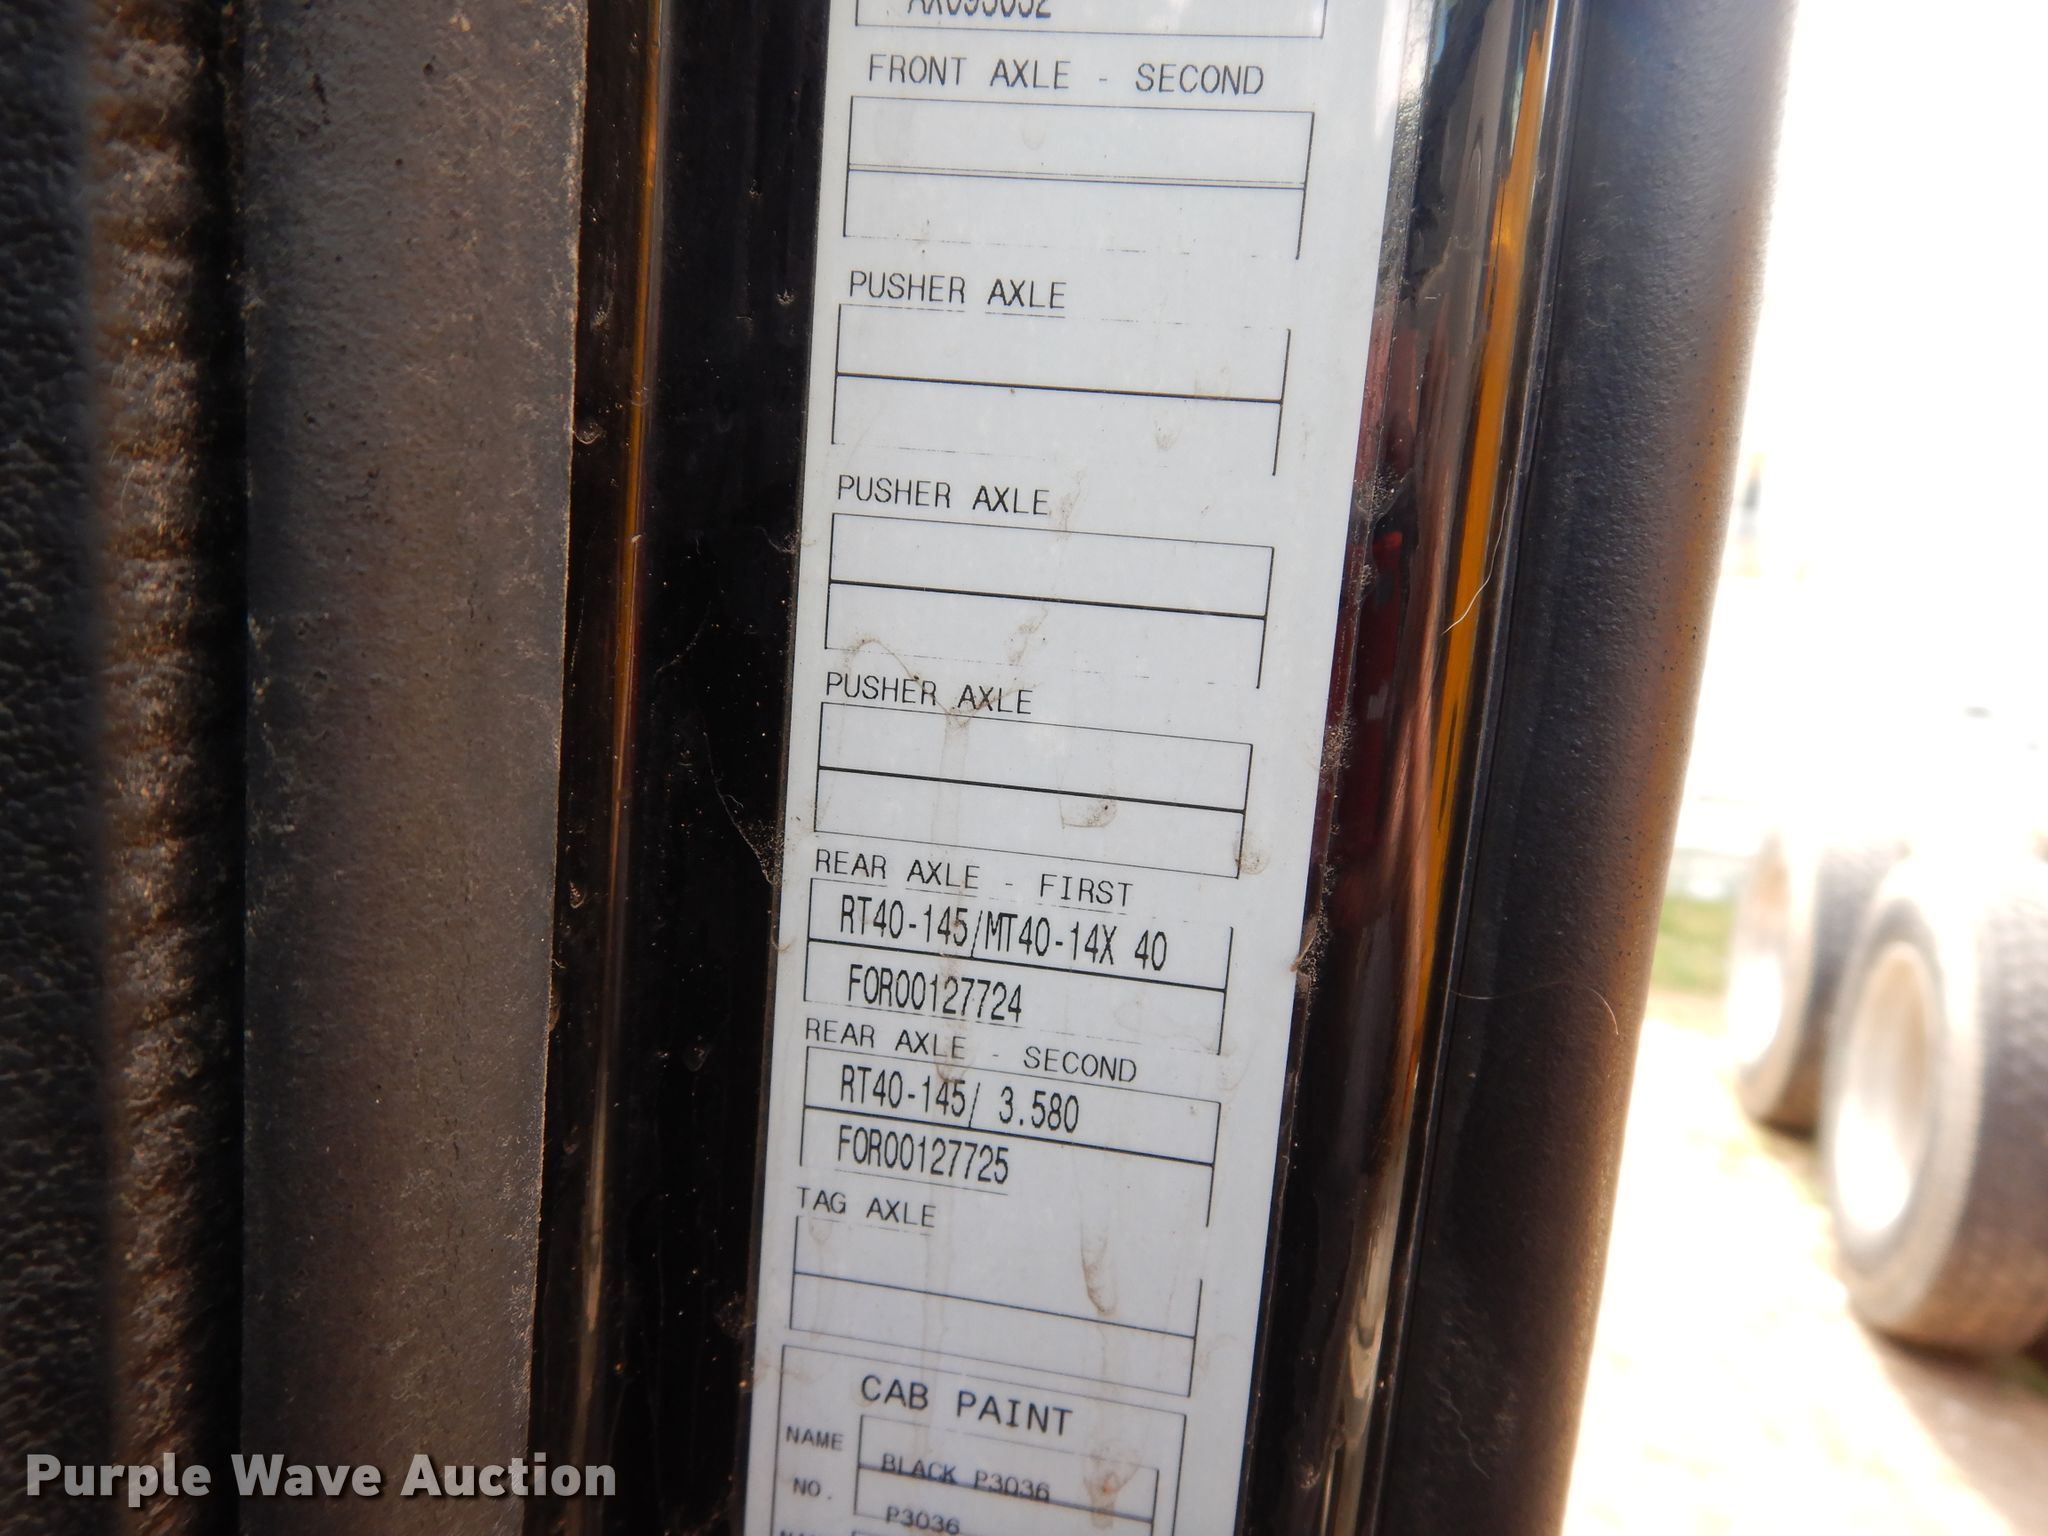 FRONT AXLE - SECOND
PUSHER AXLE
PUSHER AXLE
PUSHER AXLE
REAR AXLE - FIRST
RT40-145/MT40-14X 40
FOR00127724
REAR AXLE - SECOND
RT40-145/ 3.580
FOR00127725
TAG AXLE
CAB PAINT
NAME BLACK P3036
NO. P3036
Purple Wave Auction